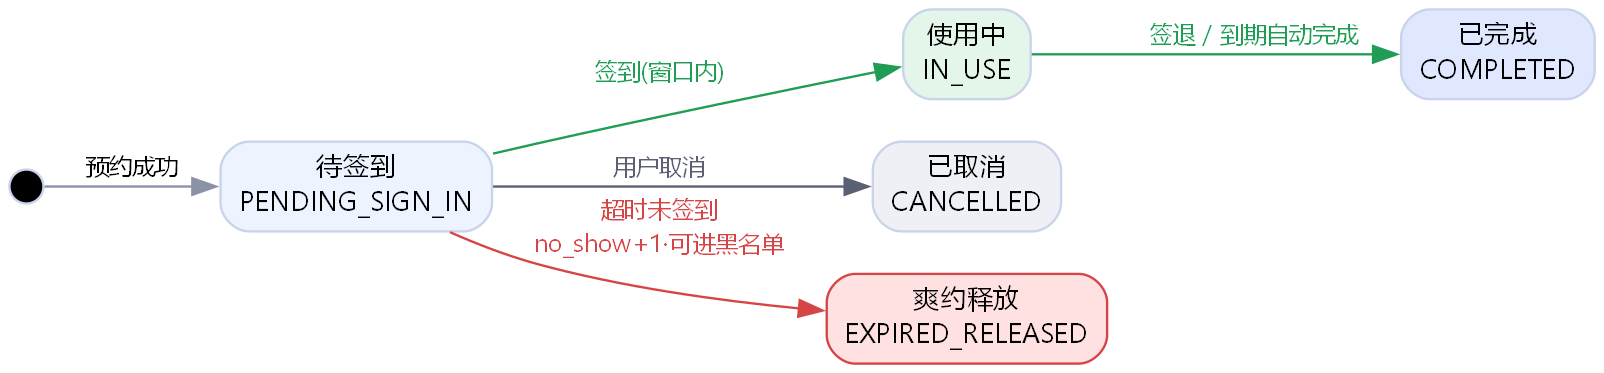 预约成功
待签到
PENDING_SIGN_IN
签到(窗口内)
使用中
IN_USE
签退 / 到期自动完成
已完成
COMPLETED
用户取消
已取消
CANCELLED
超时未签到
no_show+1·可进黑名单
爽约释放
EXPIRED_RELEASED